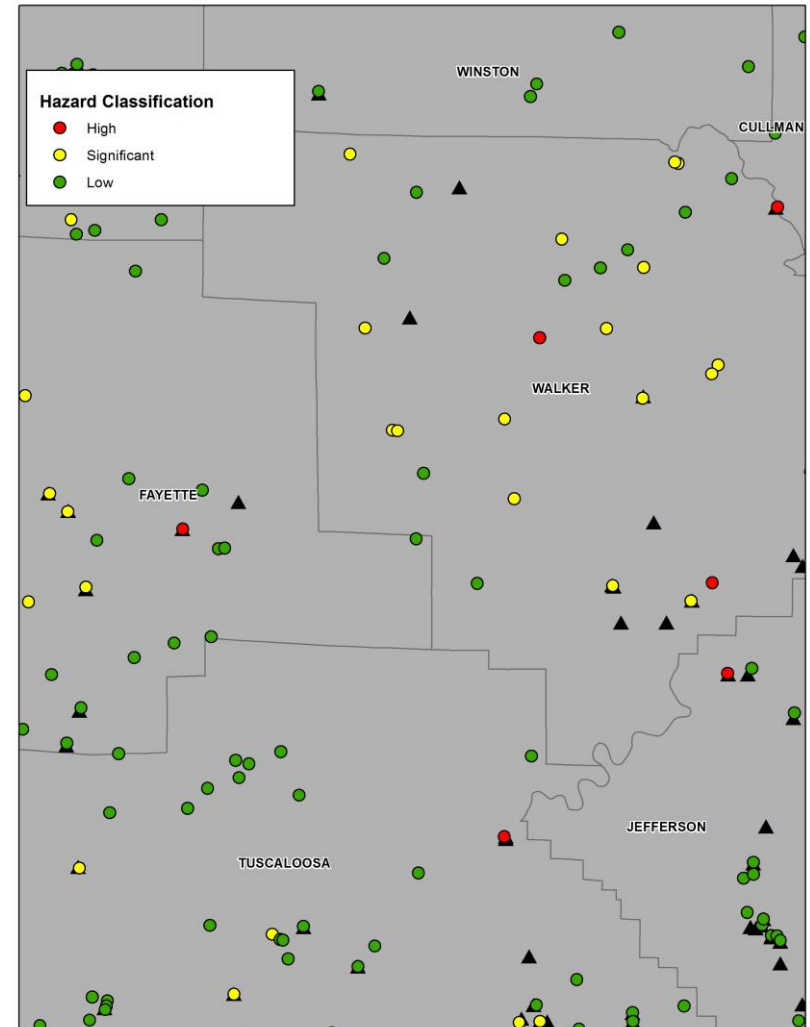 WINSTON
Hazard Classification
High
CULLMAN
Significant
Low
WALKER
FAYETTE
JEFFERSON
TUSCALOOSA